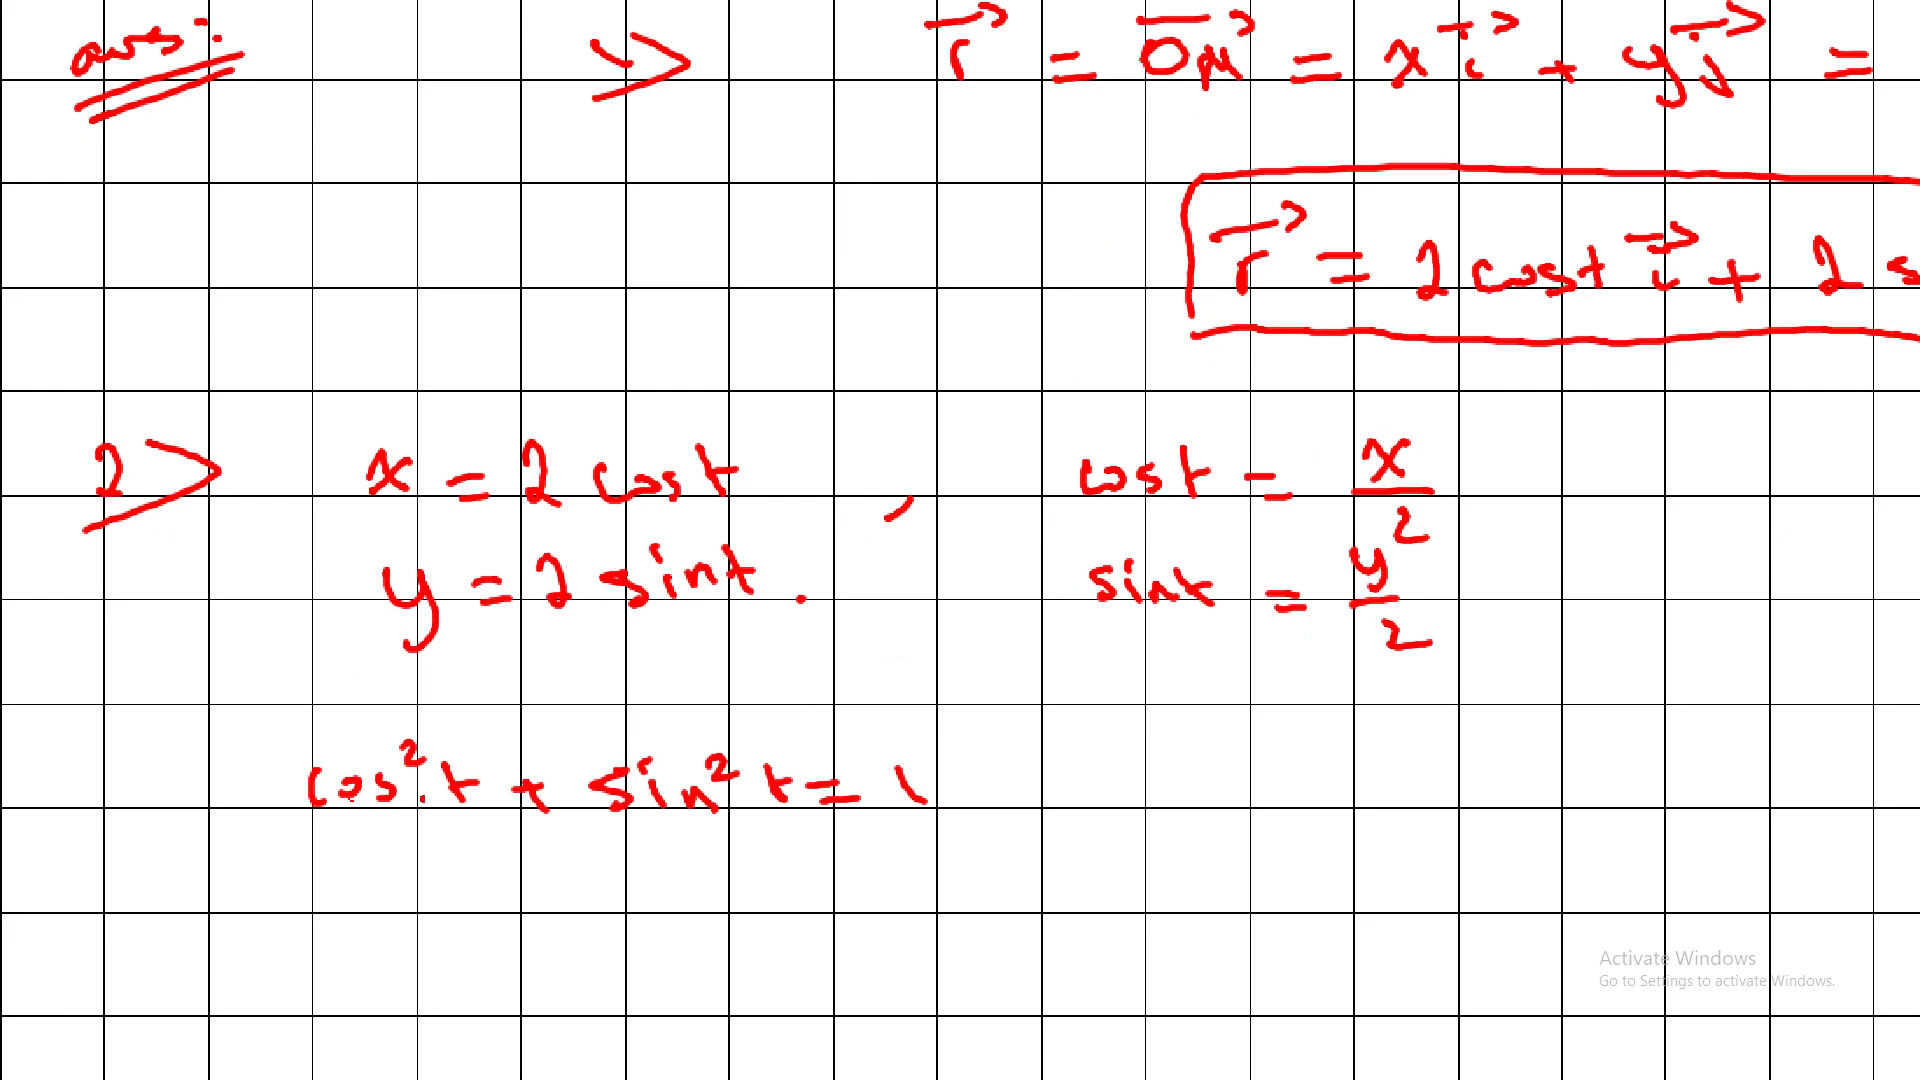 ans:
1> r⃗ = OM⃗ = x i⃗ + y j⃗ =
r⃗ = 2 cost i⃗ + 2 s
2> x = 2 cost , cost = x/2
y = 2 sint . sint = y/2
cos²t + sin²t = 1
Activate Windows
Go to Settings to activate Windows.